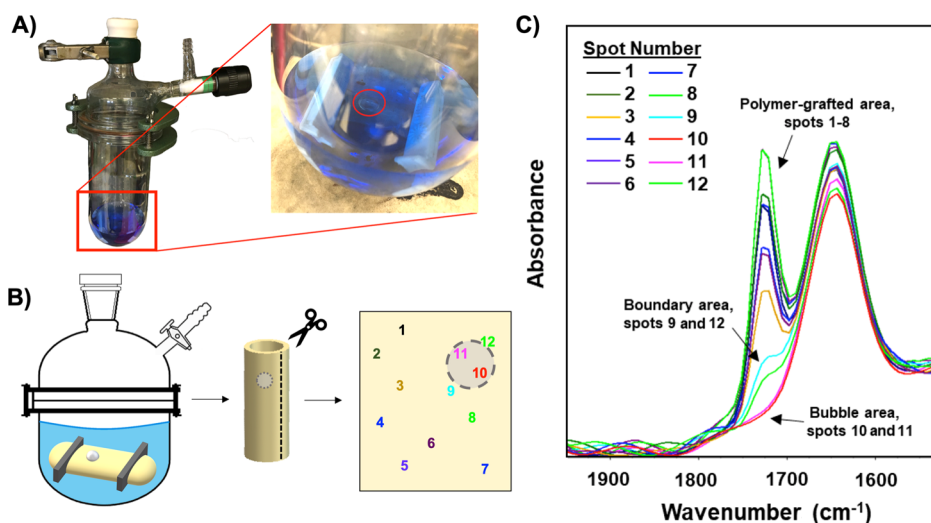 A)
B)
1
2
3
4
5
6
7
8
9
10
11
12
C)
Spot Number
1 7
2 8
3 9
4 10
5 11
6 12
Polymer-grafted area,
spots 1-8
Boundary area,
spots 9 and 12
Bubble area,
spots 10 and 11
Absorbance
1900 1800 1700 1600
Wavenumber (cm⁻¹)